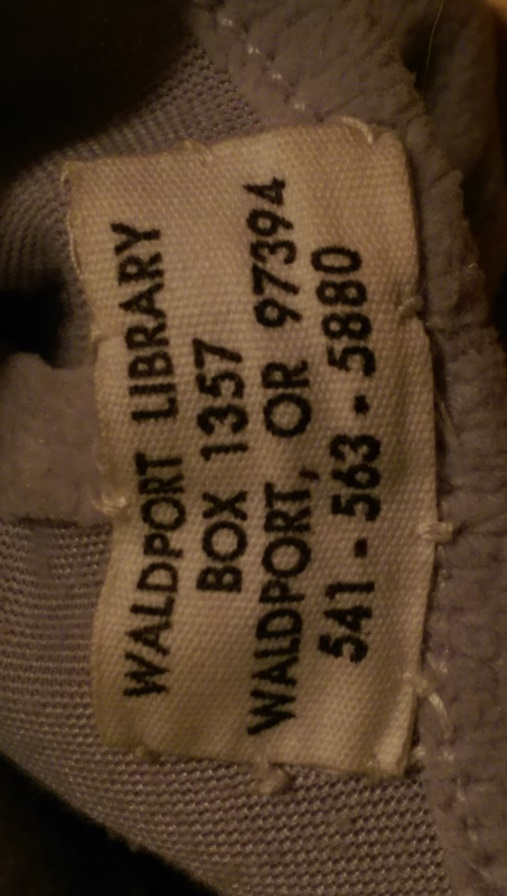 WALDPORT LIBRARY
BOX 1357
WALDPORT, OR 97394
541-563-5880